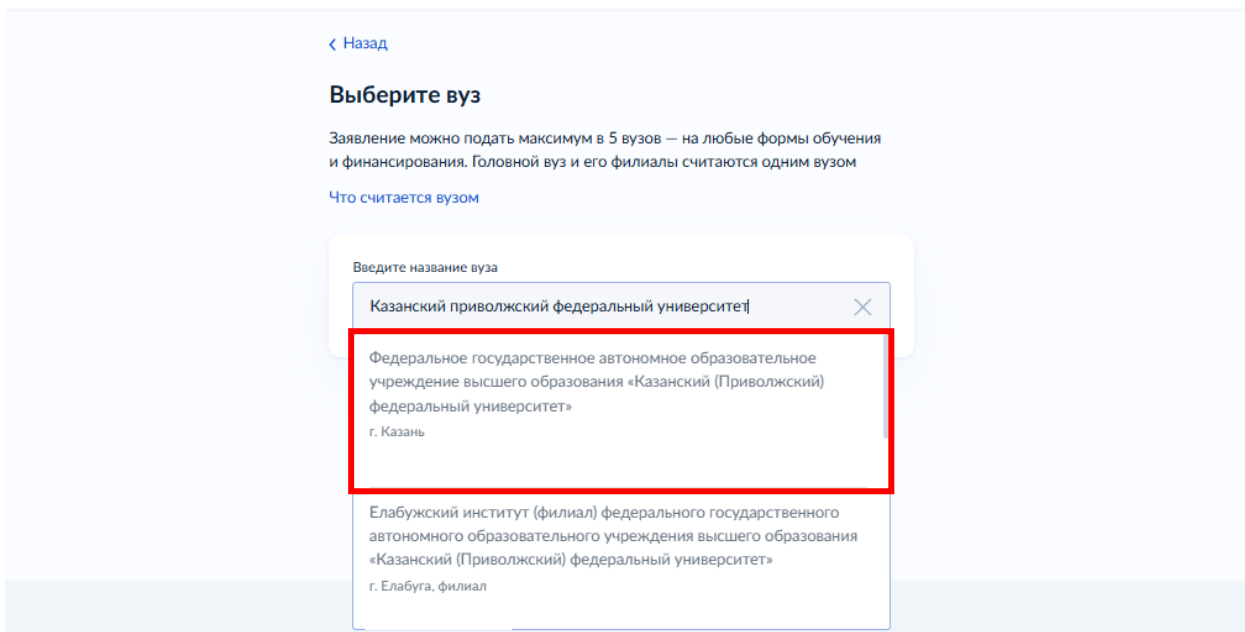 Назад
Выберите вуз
Заявление можно подать максимум в 5 вузов — на любые формы обучения
и финансирования. Головной вуз и его филиалы считаются одним вузом
Что считается вузом
Введите название вуза
Казанский приволжский федеральный университет
Федеральное государственное автономное образовательное
учреждение высшего образования «Казанский (Приволжский)
федеральный университет»
г. Казань
Елабужский институт (филиал) федерального государственного
автономного образовательного учреждения высшего образования
«Казанский (Приволжский) федеральный университет»
г. Елабуга, филиал